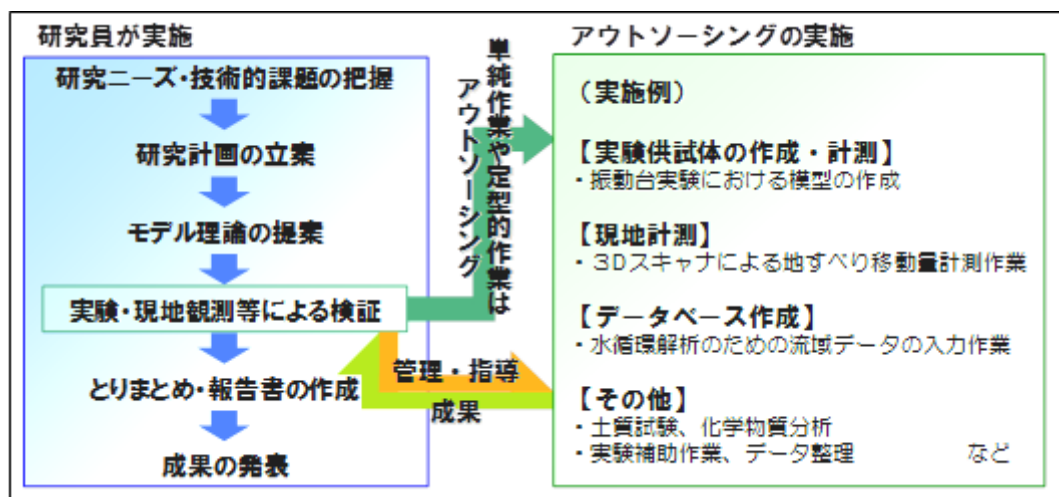 研究員が実施
研究ニーズ・技術的課題の把握
研究計画の立案
モデル理論の提案
実験・現地観測等による検証
とりまとめ・報告書の作成
成果の発表
単純作業や定型的作業は
アウトソーシング
管理・指導
成果
アウトソーシングの実施
（実施例）
【実験供試体の作成・計測】
・振動台実験における模型の作成
【現地計測】
・３Ｄスキャナによる地すべり移動量計測作業
【データベース作成】
・水循環解析のための流域データの入力作業
【その他】
・土質試験、化学物質分析
・実験補助作業、データ整理　　　　　など